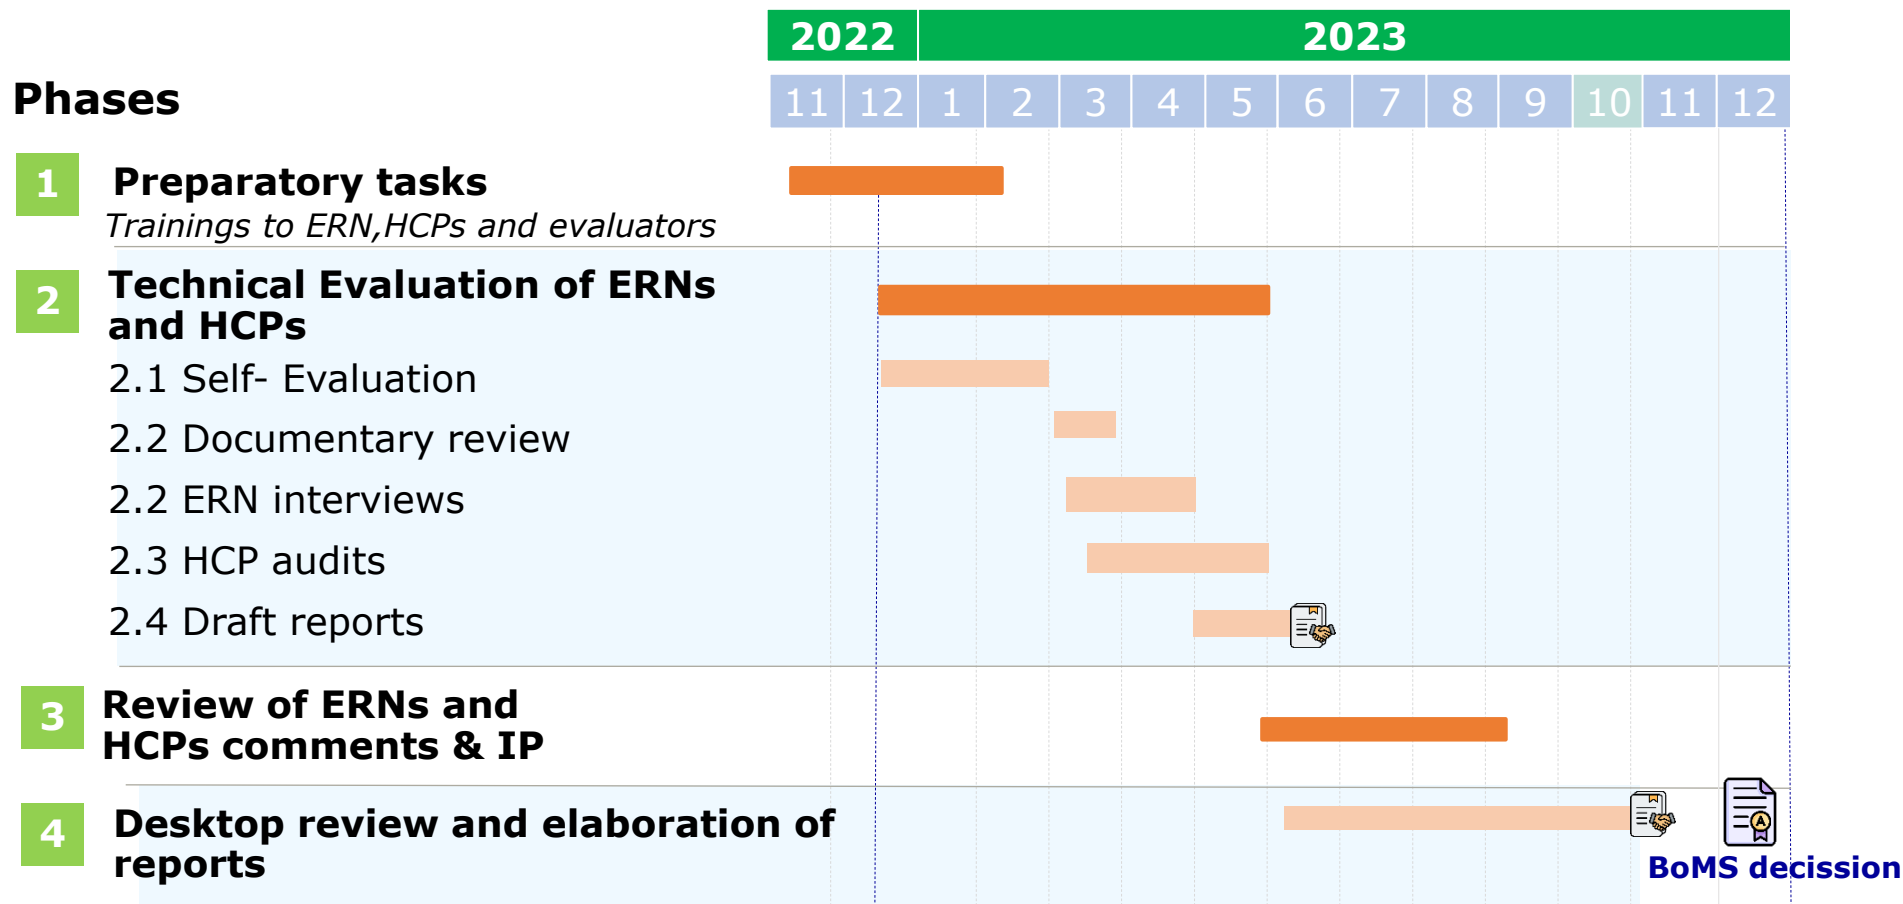 2022 2023
Phases 11 12 1 2 3 4 5 6 7 8 9 10 11 12
1 Preparatory tasks
Trainings to ERN,HCPs and evaluators
2 Technical Evaluation of ERNs
and HCPs
2.1 Self- Evaluation
2.2 Documentary review
2.2 ERN interviews
2.3 HCP audits
2.4 Draft reports
3 Review of ERNs and
HCPs comments & IP
4 Desktop review and elaboration of
reports
A
BoMS decission